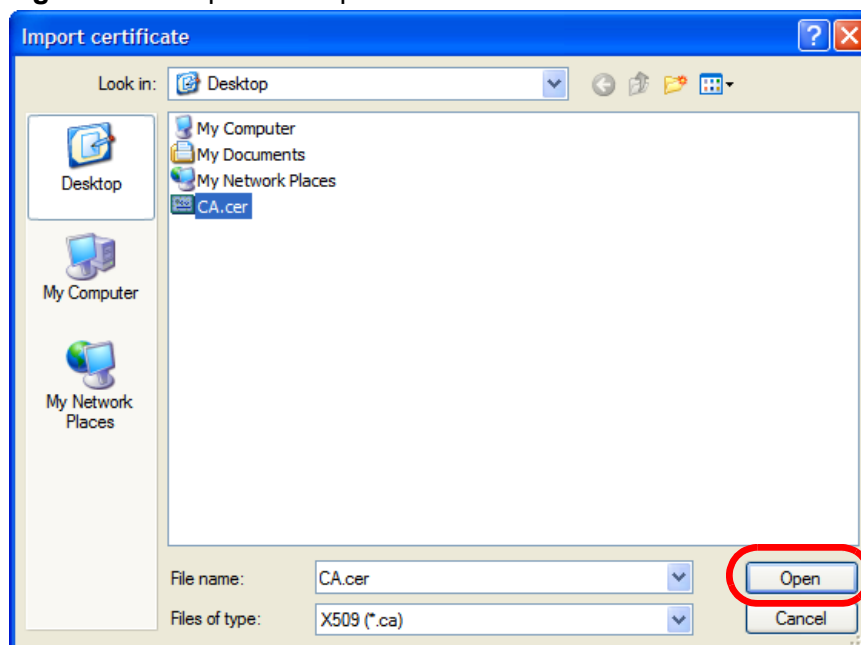 Import certificate
Look in: Desktop
My Computer
My Documents
My Network Places
CA.cer
Desktop
My Computer
My Network
Places
File name: CA.cer
Open
Files of type: X509 (*.ca)
Cancel